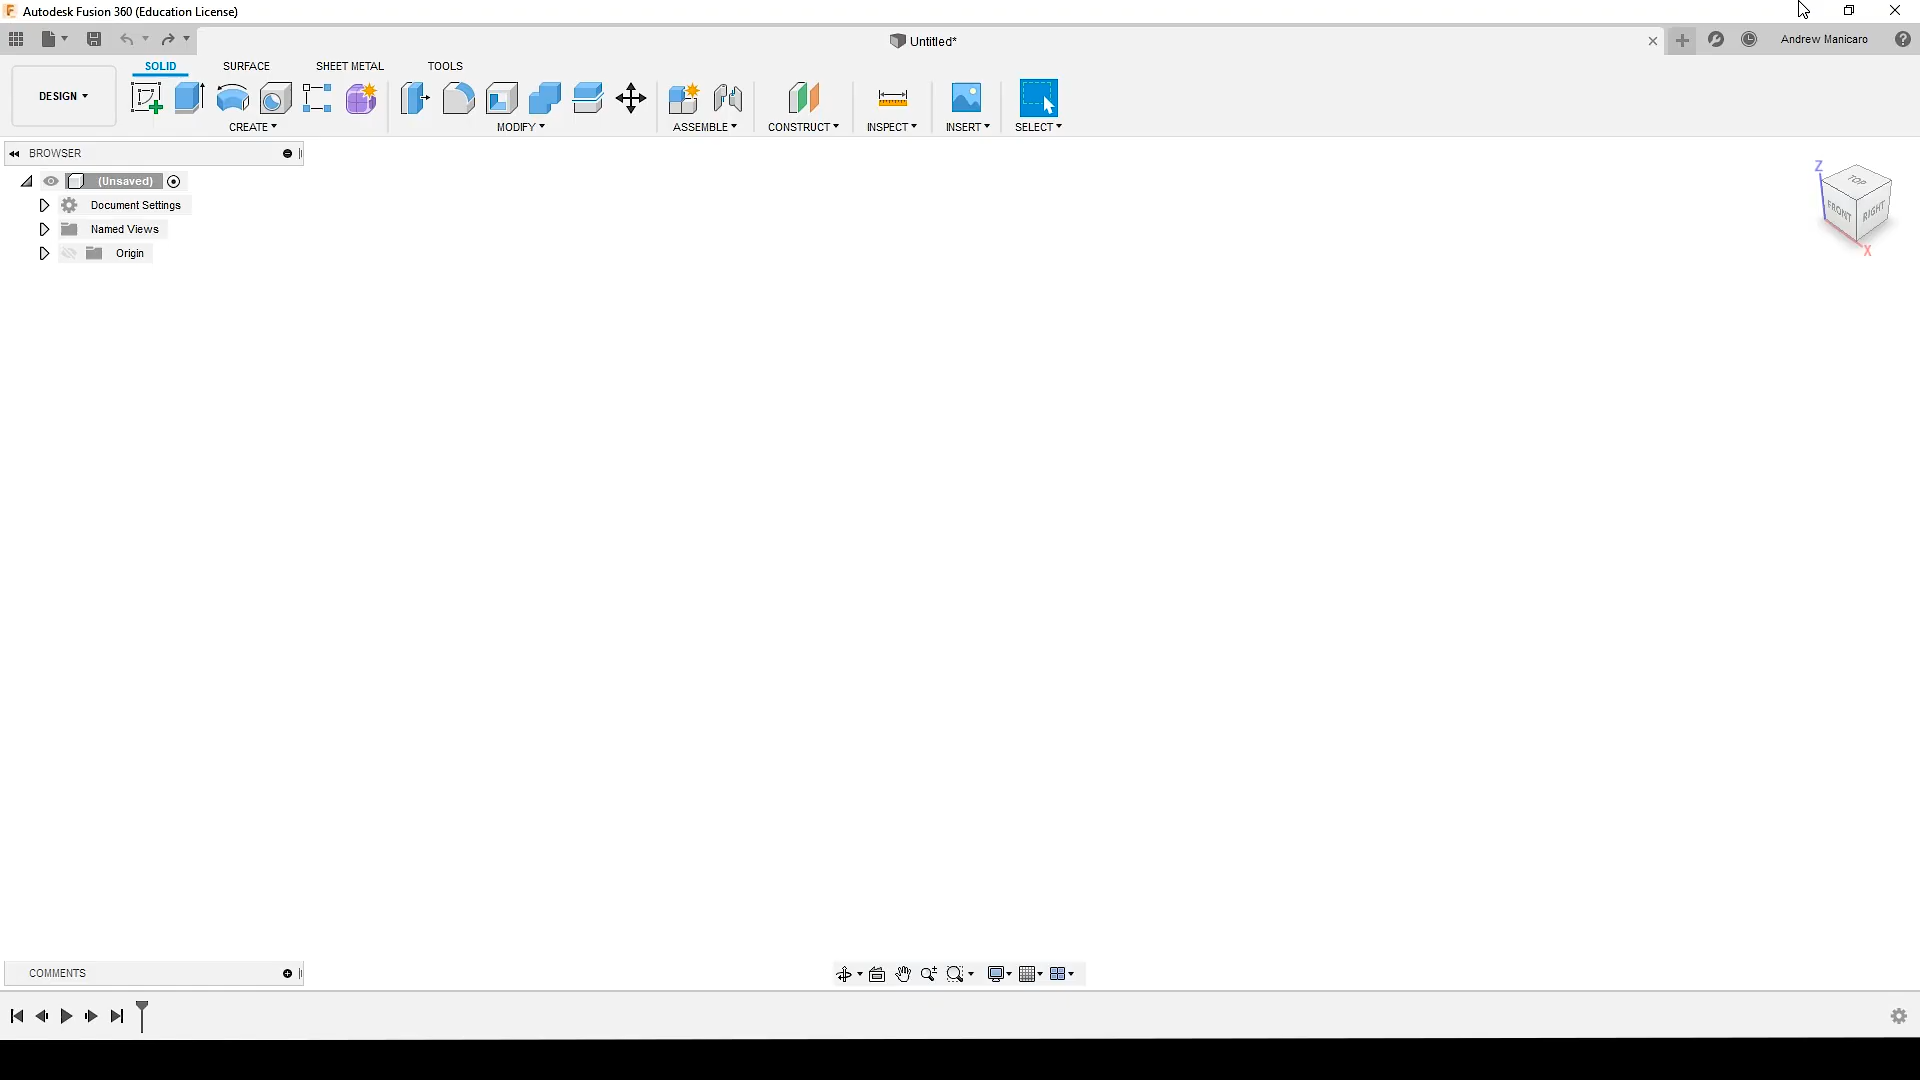 Autodesk Fusion 360 (Education License)
Untitled*
Andrew Manicaro
SOLID SURFACE SHEET METAL TOOLS
DESIGN
CREATE MODIFY ASSEMBLE CONSTRUCT INSPECT INSERT SELECT
BROWSER
(Unsaved)
Document Settings
Named Views
Origin
Z
TOP
FRONT RIGHT
X
COMMENTS